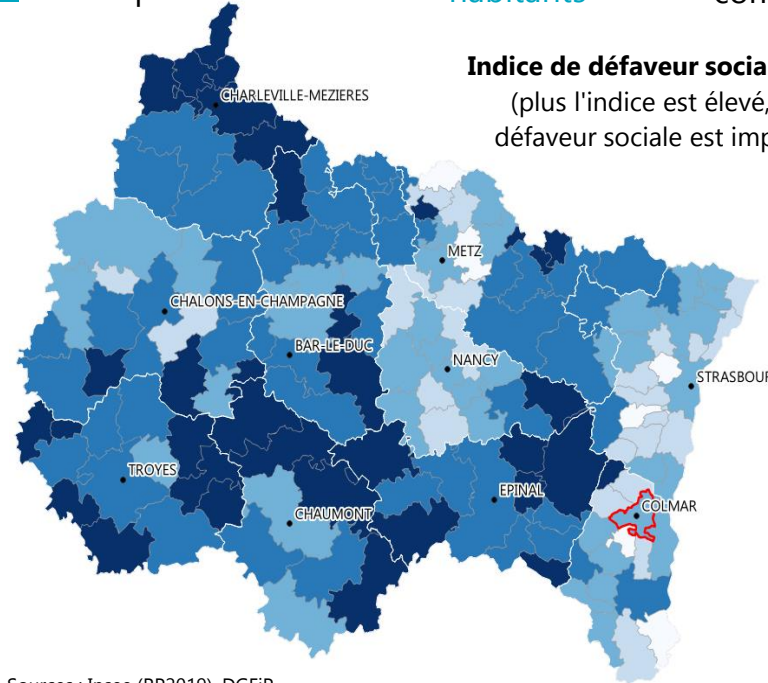 Indice de défaveur socia
(plus l'indice est élevé,
défaveur sociale est imp
CHARLEVILLE-MEZIERES
METZ
CHALONS-EN-CHAMPAGNE
BAR-LE-DUC
NANCY
STRASBOUR
TROYES
EPINAL
CHAUMONT
COLMAR